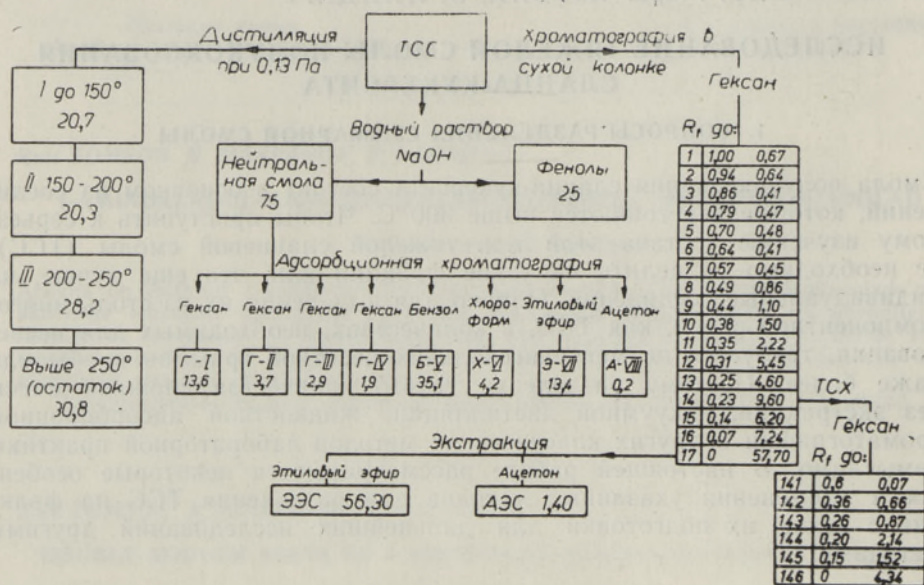 Дистилляция
при 0,13 Па
ТСС
Хроматография в
сухой колонке
Гексан
I до 150°
20,7
II 150-200°
20,3
III 200-250°
28,2
Выше 250°
(остаток)
30,8
Водный раствор
NaOH
Нейтраль-
ная смола
75
Фенолы
25
Адсорбционная хроматография
Гексан Гексан Гексан Гексан Бензол Хлоро-форм Этиловый эфир Ацетон
Г-I Г-II Г-III Г-IV Б-V Х-VI Э-VII А-VIII
13,6 3,7 2,9 1,9 35,1 4,2 13,4 0,2
Rf до:
1 1,00 0,67
2 0,94 0,64
3 0,86 0,41
4 0,79 0,47
5 0,70 0,48
6 0,64 0,41
7 0,57 0,45
8 0,49 0,86
9 0,44 1,10
10 0,38 1,50
11 0,35 2,22
12 0,31 5,45
13 0,25 4,60
14 0,23 9,60
15 0,14 6,20
16 0,07 7,24
17 0 57,70
ТСХ
Гексан
Rf до:
141 0,6 0,07
142 0,36 0,66
143 0,26 0,87
144 0,20 2,14
145 0,15 1,52
146 0 4,34
Экстракция
Этиловый эфир
ЭЭС 56,30
Ацетон
АЭС 1,40